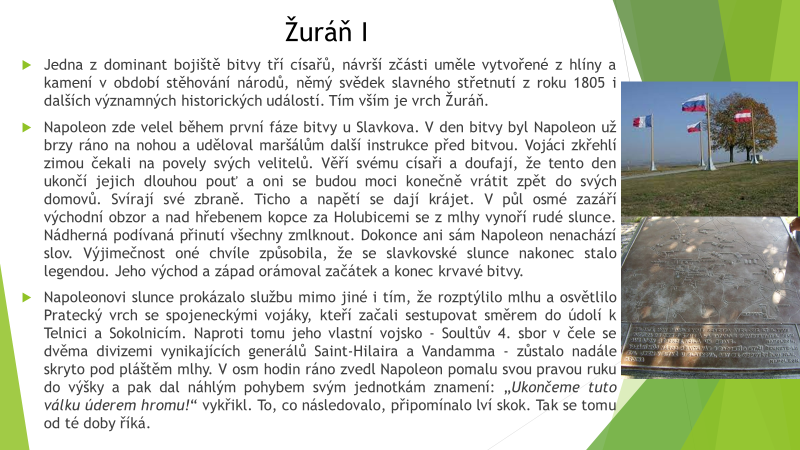 Žuráň I
Jedna z dominant bojiště bitvy tří císařů, návrší zčásti uměle vytvořené z hlíny a
kamení v období stěhování národů, němý svědek slavného střetnutí z roku 1805 i
dalších významných historických událostí. Tím vším je vrch Žuráň.
Napoleon zde velel během první fáze bitvy u Slavkova. V den bitvy byl Napoleon už
brzy ráno na nohou a uděloval maršálům další instrukce před bitvou. Vojáci zkřehlí
zimou čekali na povely svých velitelů. Věří svému císaři a doufají, že tento den
ukončí jejich dlouhou pouť a oni se budou moci konečně vrátit zpět do svých
domovů. Svírají své zbraně. Ticho a napětí se dají krájet. V půl osmé zazáří
východní obzor a nad hřebenem kopce za Holubicemi se z mlhy vynoří rudé slunce.
Nádherná podívaná přinutí všechny zmlknout. Dokonce ani sám Napoleon nenachází
slov. Výjimečnost oné chvíle způsobila, že se slavkovské slunce nakonec stalo
legendou. Jeho východ a západ orámoval začátek a konec krvavé bitvy.
Napoleonovi slunce prokázalo službu mimo jiné i tím, že rozptýlilo mlhu a osvětlilo
Pratecký vrch se spojeneckými vojáky, kteří začali sestupovat směrem do údolí k
Telnici a Sokolnicím. Naproti tomu jeho vlastní vojsko - Soultův 4. sbor v čele se
dvěma divizemi vynikajících generálů Saint-Hilaira a Vandamma - zůstalo nadále
skryto pod pláštěm mlhy. V osm hodin ráno zvedl Napoleon pomalu svou pravou ruku
do výšky a pak dal náhlým pohybem svým jednotkám znamení: „Ukončeme tuto
válku úderem hromu!“ vykřikl. To, co následovalo, připomínalo lví skok. Tak se tomu
od té doby říká.